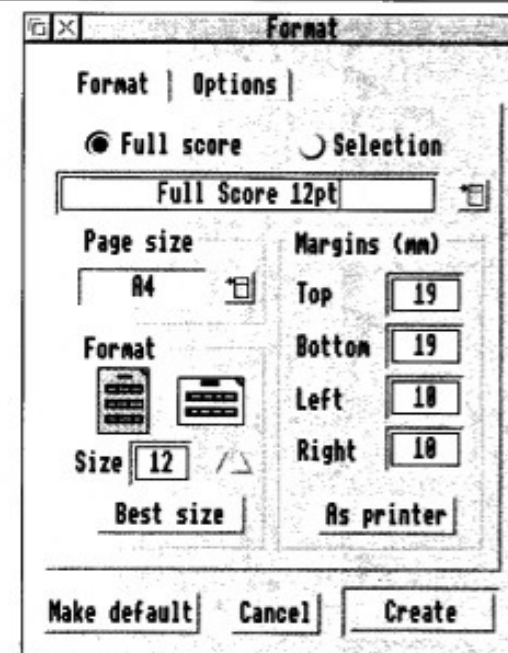 Format
Format Options
Full score Selection
Full Score 12pt
Page size
A4
Margins (mm)
Top 19
Bottom 19
Left 10
Right 10
Format
Size 12
Best size
As printer
Make default Cancel Create